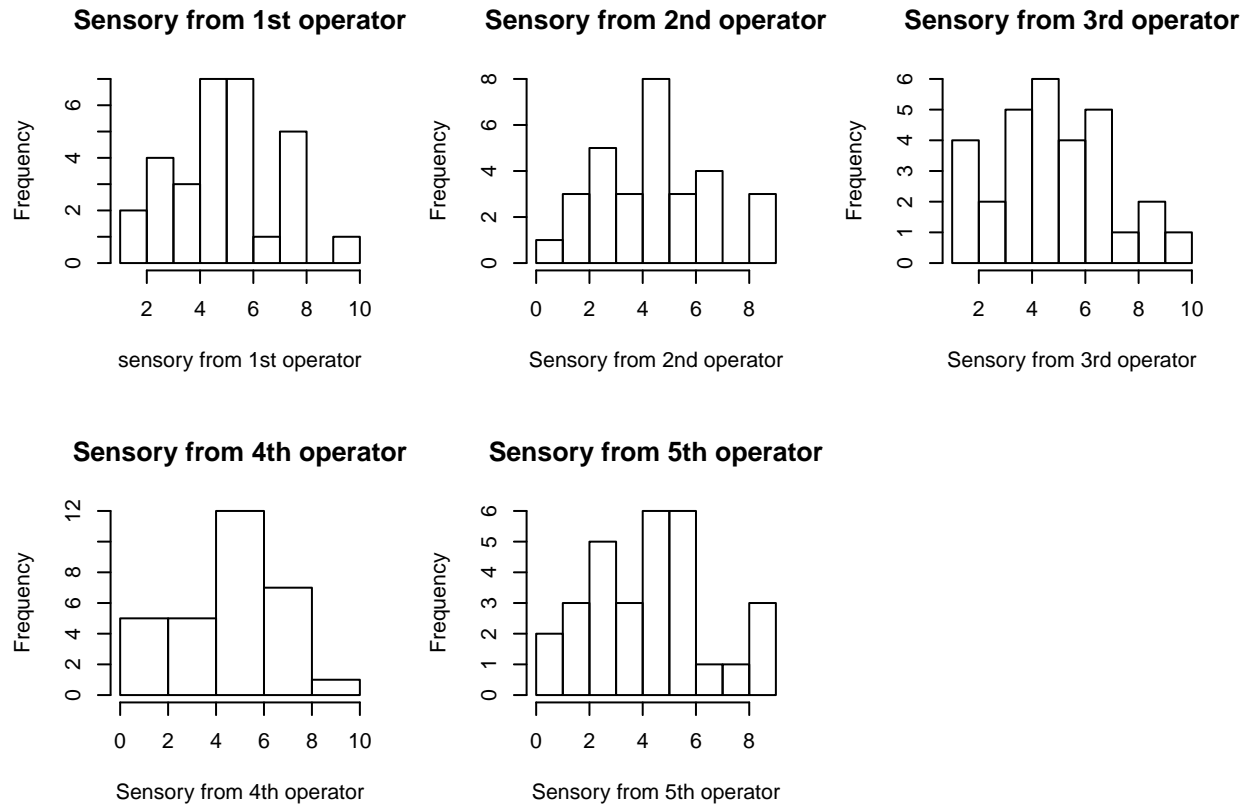 Sensory from 1st operator
Frequency
0 2 4 6
2 4 6 8 10
sensory from 1st operator
Sensory from 2nd operator
Frequency
0 2 4 6 8
0 2 4 6 8
Sensory from 2nd operator
Sensory from 3rd operator
Frequency
0 1 2 3 4 5 6
2 4 6 8 10
Sensory from 3rd operator
Sensory from 4th operator
Frequency
0 2 4 6 8 12
0 2 4 6 8 10
Sensory from 4th operator
Sensory from 5th operator
Frequency
0 1 2 3 4 5 6
0 2 4 6 8
Sensory from 5th operator